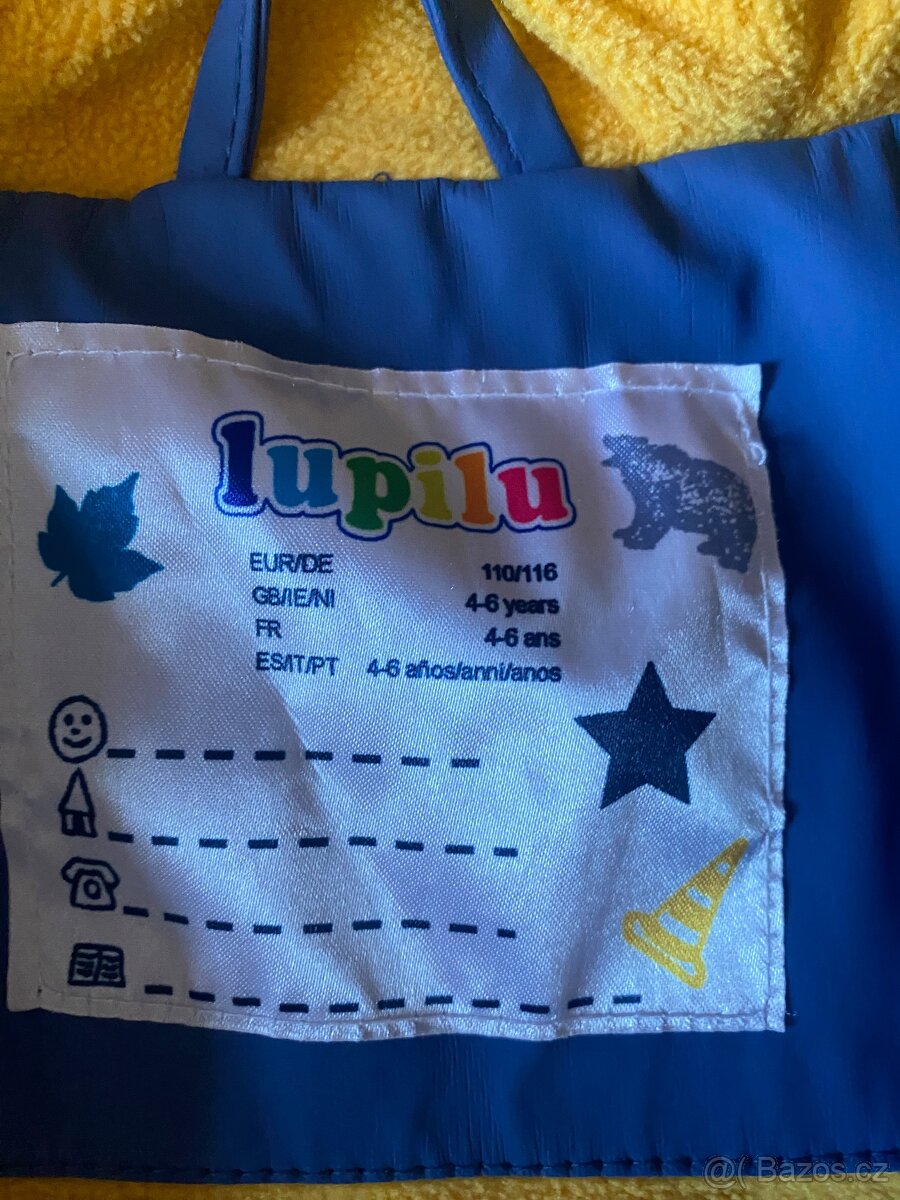 lupilu
EUR/DE 110/116
GB/IE/NI 4-6 years
FR 4-6 ans
ES/IT/PT 4-6 años/anni/anos
@( Bazos.cz